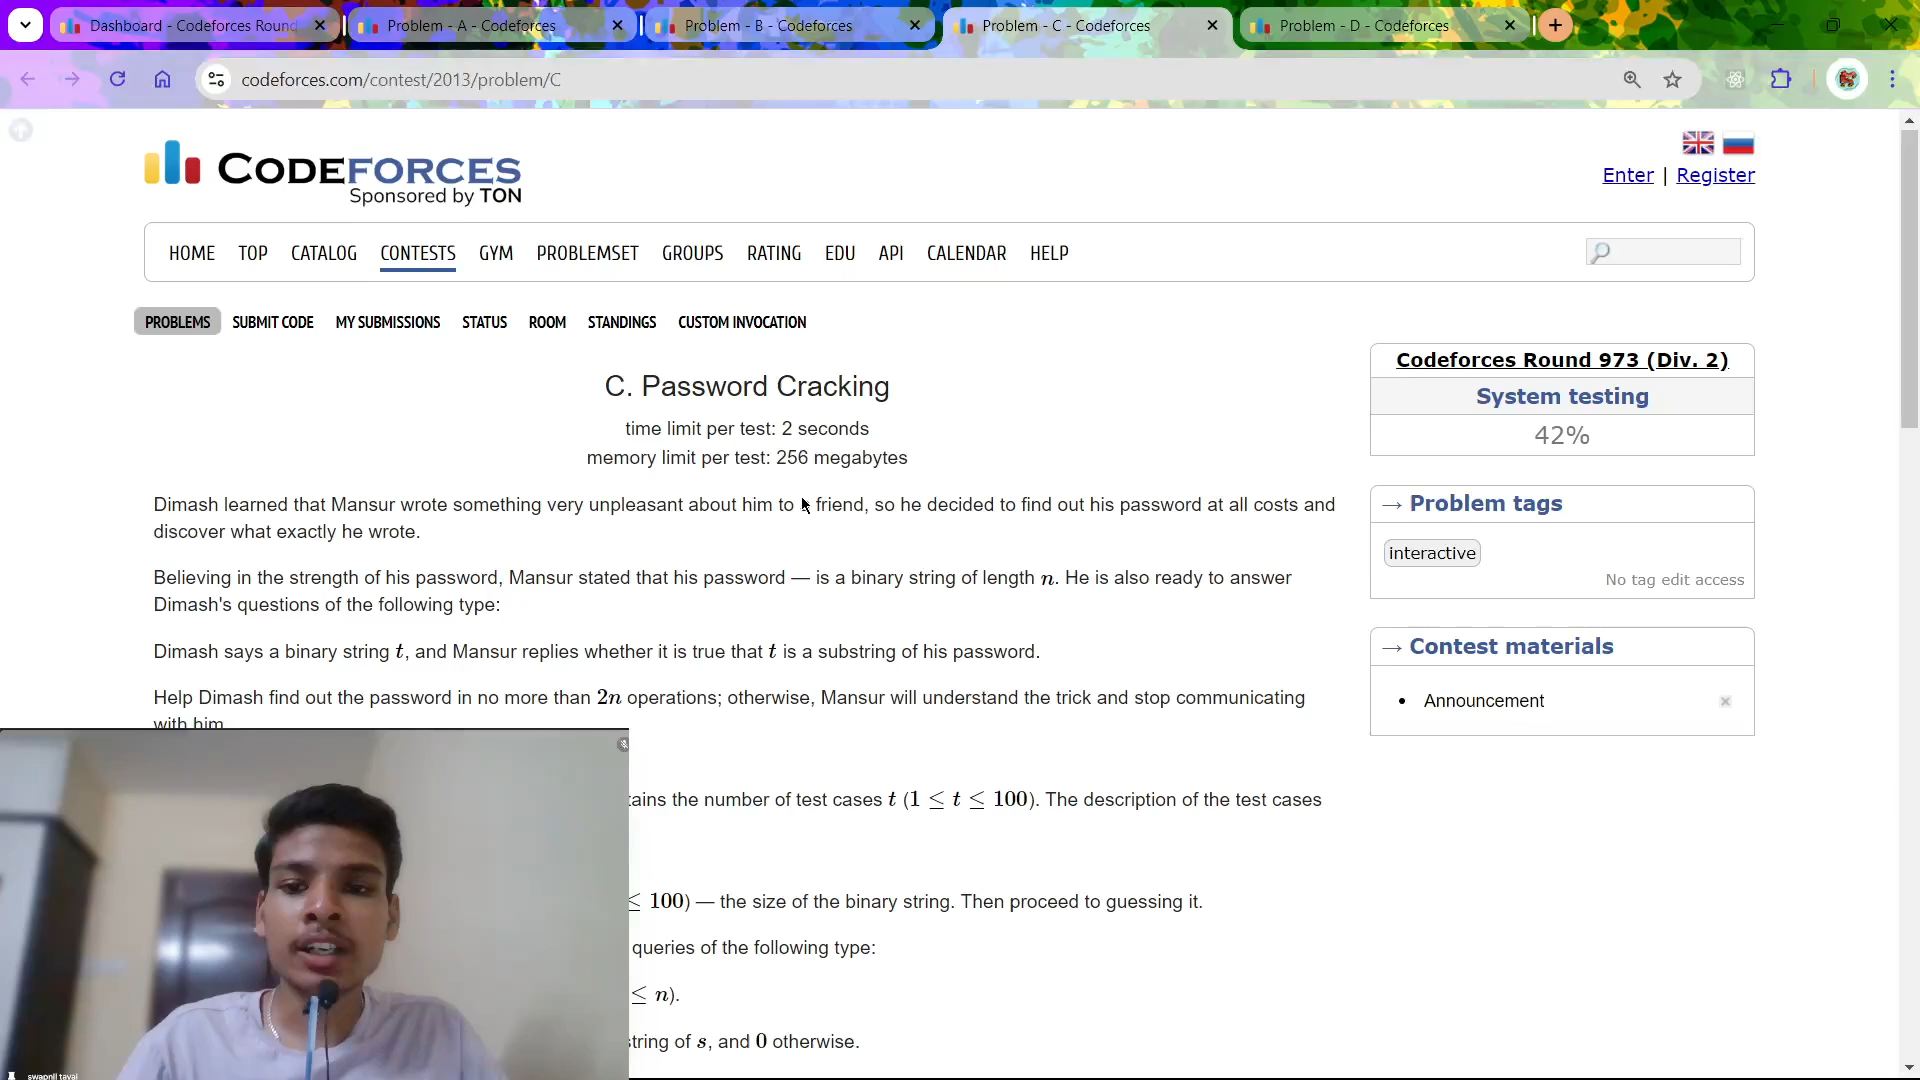 Dashboard - Codeforces Round
Problem - A - Codeforces
Problem - B - Codeforces
Problem - C - Codeforces
Problem - D - Codeforces
codeforces.com/contest/2013/problem/C
CODEFORCES
Sponsored by TON
Enter | Register
HOME TOP CATALOG CONTESTS GYM PROBLEMSET GROUPS RATING EDU API CALENDAR HELP
PROBLEMS SUBMIT CODE MY SUBMISSIONS STATUS ROOM STANDINGS CUSTOM INVOCATION
C. Password Cracking
time limit per test: 2 seconds
memory limit per test: 256 megabytes
Dimash learned that Mansur wrote something very unpleasant about him to friend, so he decided to find out his password at all costs and
discover what exactly he wrote.
Believing in the strength of his password, Mansur stated that his password — is a binary string of length n. He is also ready to answer
Dimash's questions of the following type:
Dimash says a binary string t, and Mansur replies whether it is true that t is a substring of his password.
Help Dimash find out the password in no more than 2n operations; otherwise, Mansur will understand the trick and stop communicating
with him
tains the number of test cases t (1 ≤ t ≤ 100). The description of the test cases
≤ 100) — the size of the binary string. Then proceed to guessing it.
queries of the following type:
≤ n).
tring of s, and 0 otherwise.
Codeforces Round 973 (Div. 2)
System testing
42%
→ Problem tags
interactive
No tag edit access
→ Contest materials
• Announcement
swapnil tayal